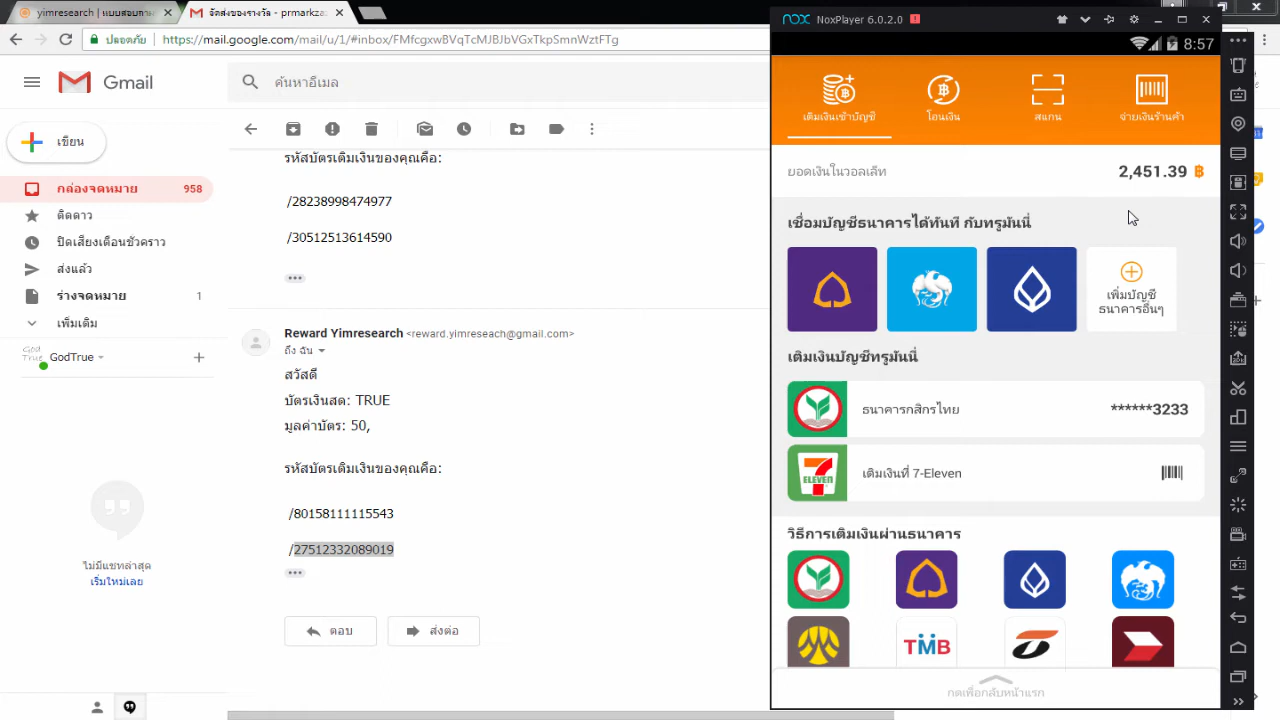 yimresearch | แบบสอบถา
จัดส่งของรางวัล - prmarkza
ปลอดภัย
https://mail.google.com/mail/u/1/#inbox/FMfcgxwBVqTcMJBJbVGxTkpSmnWztFTg
Gmail
ค้นหาอีเมล
เขียน
กล่องจดหมาย 958
ติดดาว
ปิดเสียงเตือนชั่วคราว
ส่งแล้ว
ร่างจดหมาย 1
เพิ่มเติม
God True
GodTrue
ไม่มีแชทล่าสุด
เริ่มใหม่เลย
รหัสบัตรเติมเงินของคุณคือ:
/28238998474977
/30512513614590
Reward Yimresearch <reward.yimreseach@gmail.com>
ถึง ฉัน
สวัสดี
บัตรเงินสด: TRUE
มูลค่าบัตร: 50,
รหัสบัตรเติมเงินของคุณคือ:
/80158111115543
/27512332089019
ตอบ
ส่งต่อ
nox NoxPlayer 6.0.2.0
8:57
เติมเงินเข้าบัญชี
โอนเงิน
สแกน
จ่ายเงินร้านค้า
ยอดเงินในวอลเล็ท 2,451.39 ฿
เชื่อมบัญชีธนาคารได้ทันที กับทรูมันนี่
เพิ่มบัญชี
ธนาคารอื่นๆ
เติมเงินบัญชีทรูมันนี่
ธนาคารกสิกรไทย ******3233
7-ELEVEN
เติมเงินที่ 7-Eleven
วิธีการเติมเงินผ่านธนาคาร
TMB
กดเพื่อกลับหน้าแรก